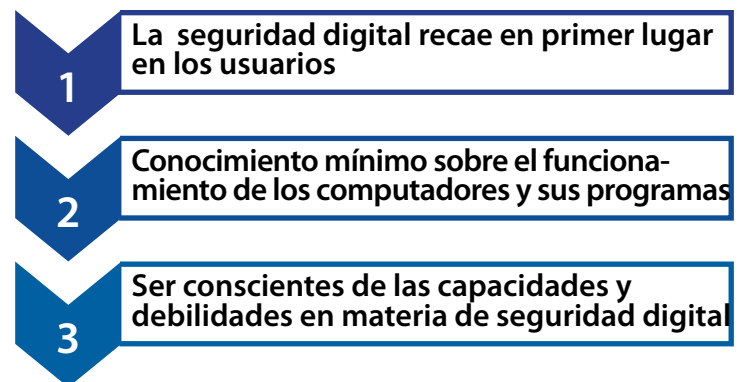 La seguridad digital recae en primer lugar
en los usuarios
1
Conocimiento mínimo sobre el funciona-
miento de los computadores y sus programas
2
Ser conscientes de las capacidades y
debilidades en materia de seguridad digital
3